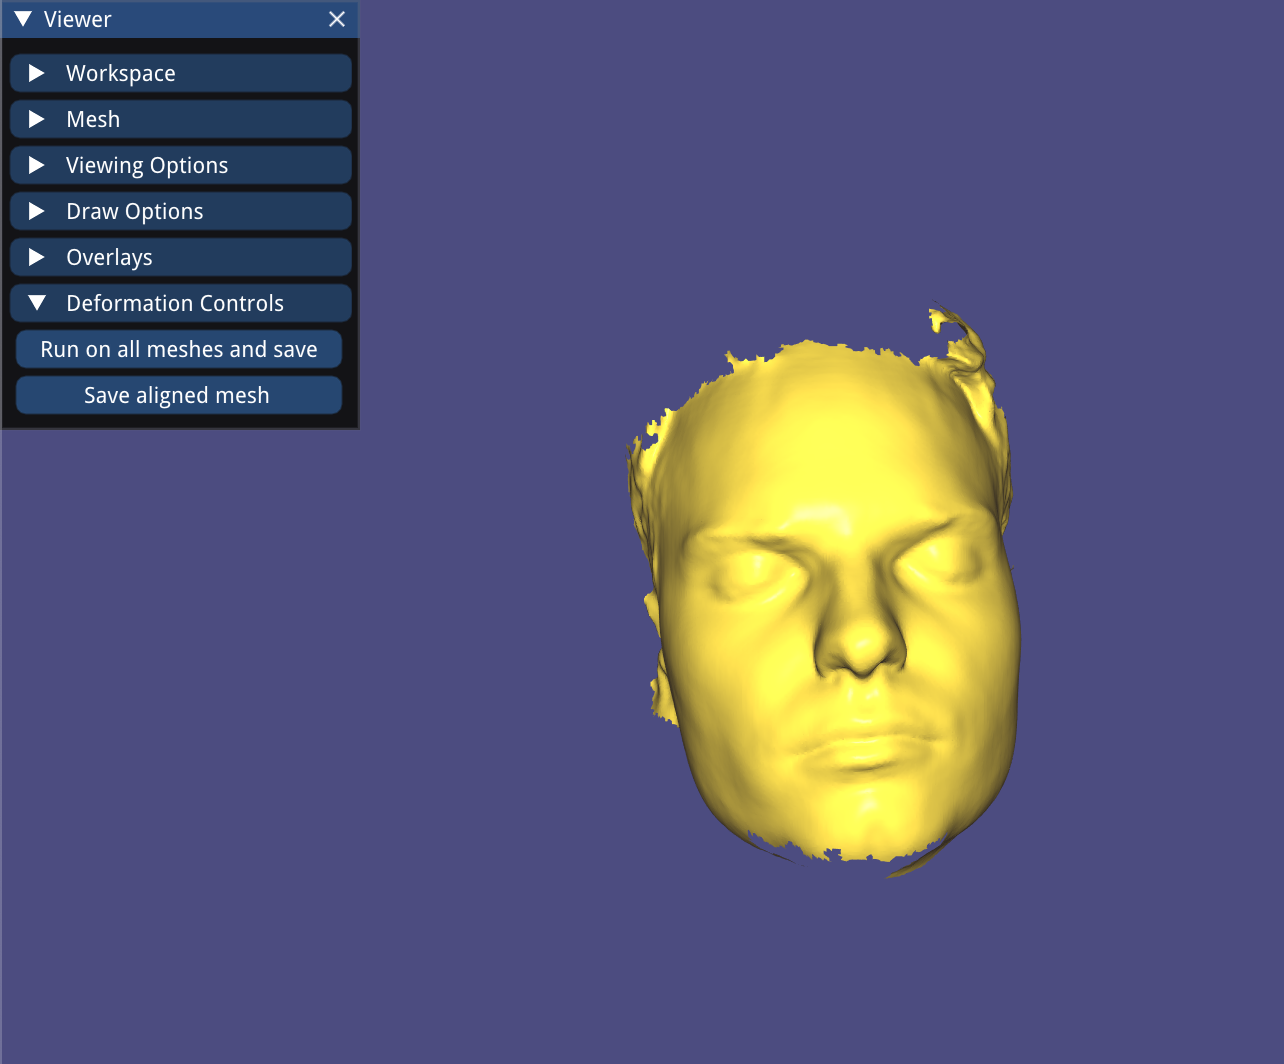 Viewer
Workspace
Mesh
Viewing Options
Draw Options
Overlays
Deformation Controls
Run on all meshes and save
Save aligned mesh